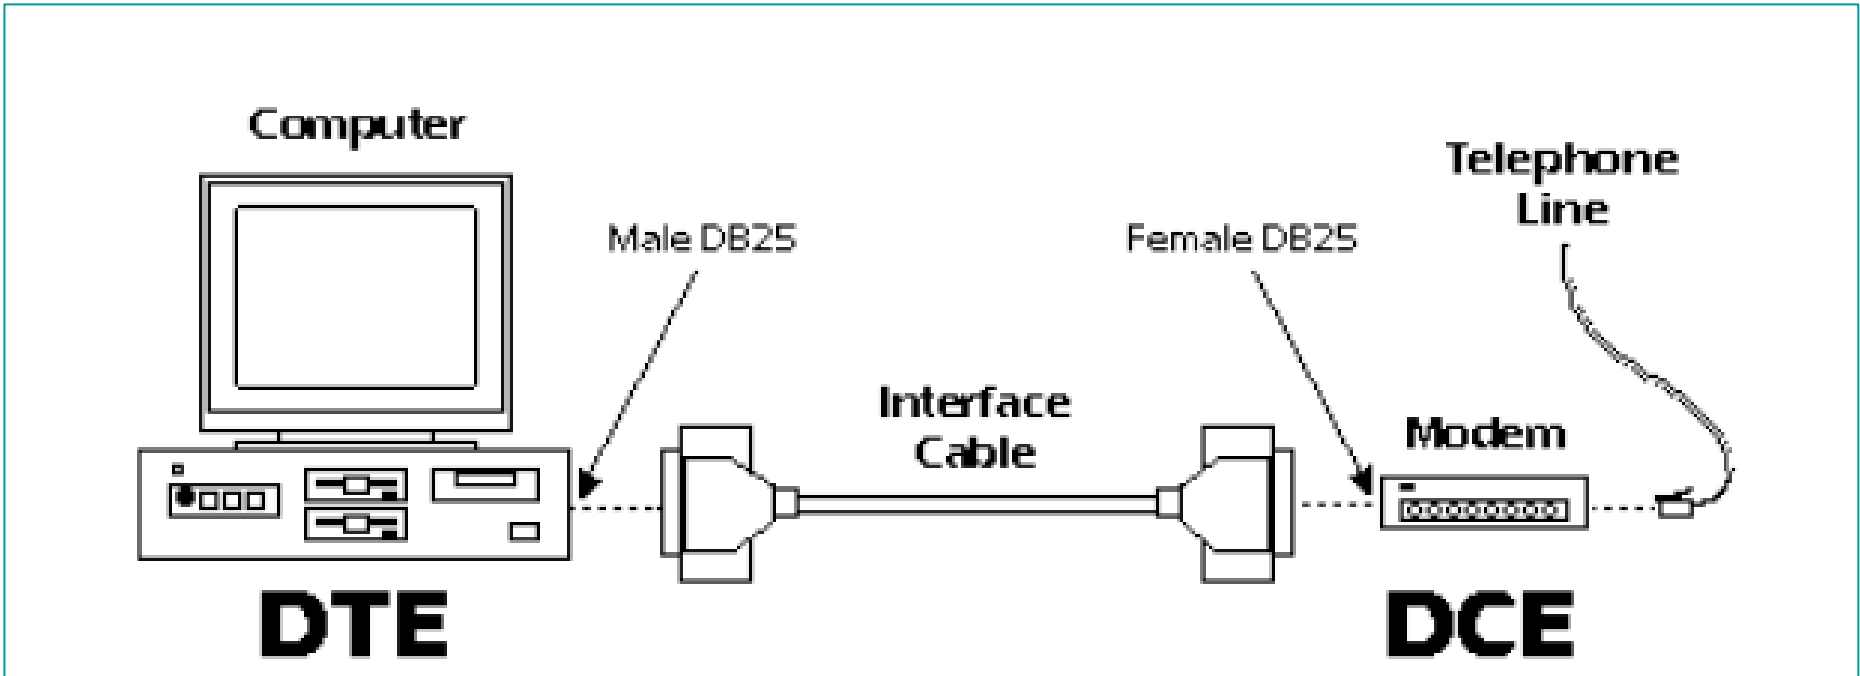 Computer
Telephone
Line
Male DB25
Female DB25
Interface
Cable
Modem
DTE
DCE